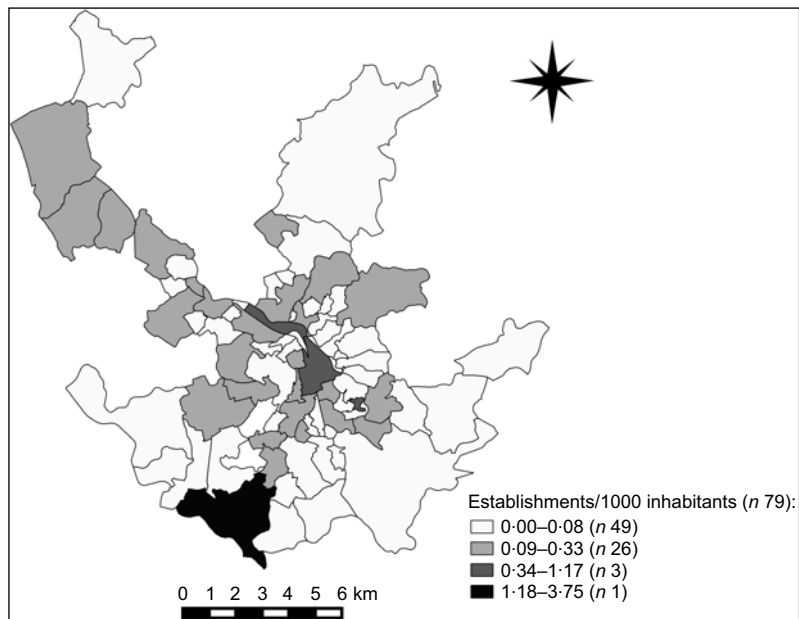 Establishments/1000 inhabitants (n 79):
0·00–0·08 (n 49)
0·09–0·33 (n 26)
0·34–1·17 (n 3)
1·18–3·75 (n 1)
0 1 2 3 4 5 6 km